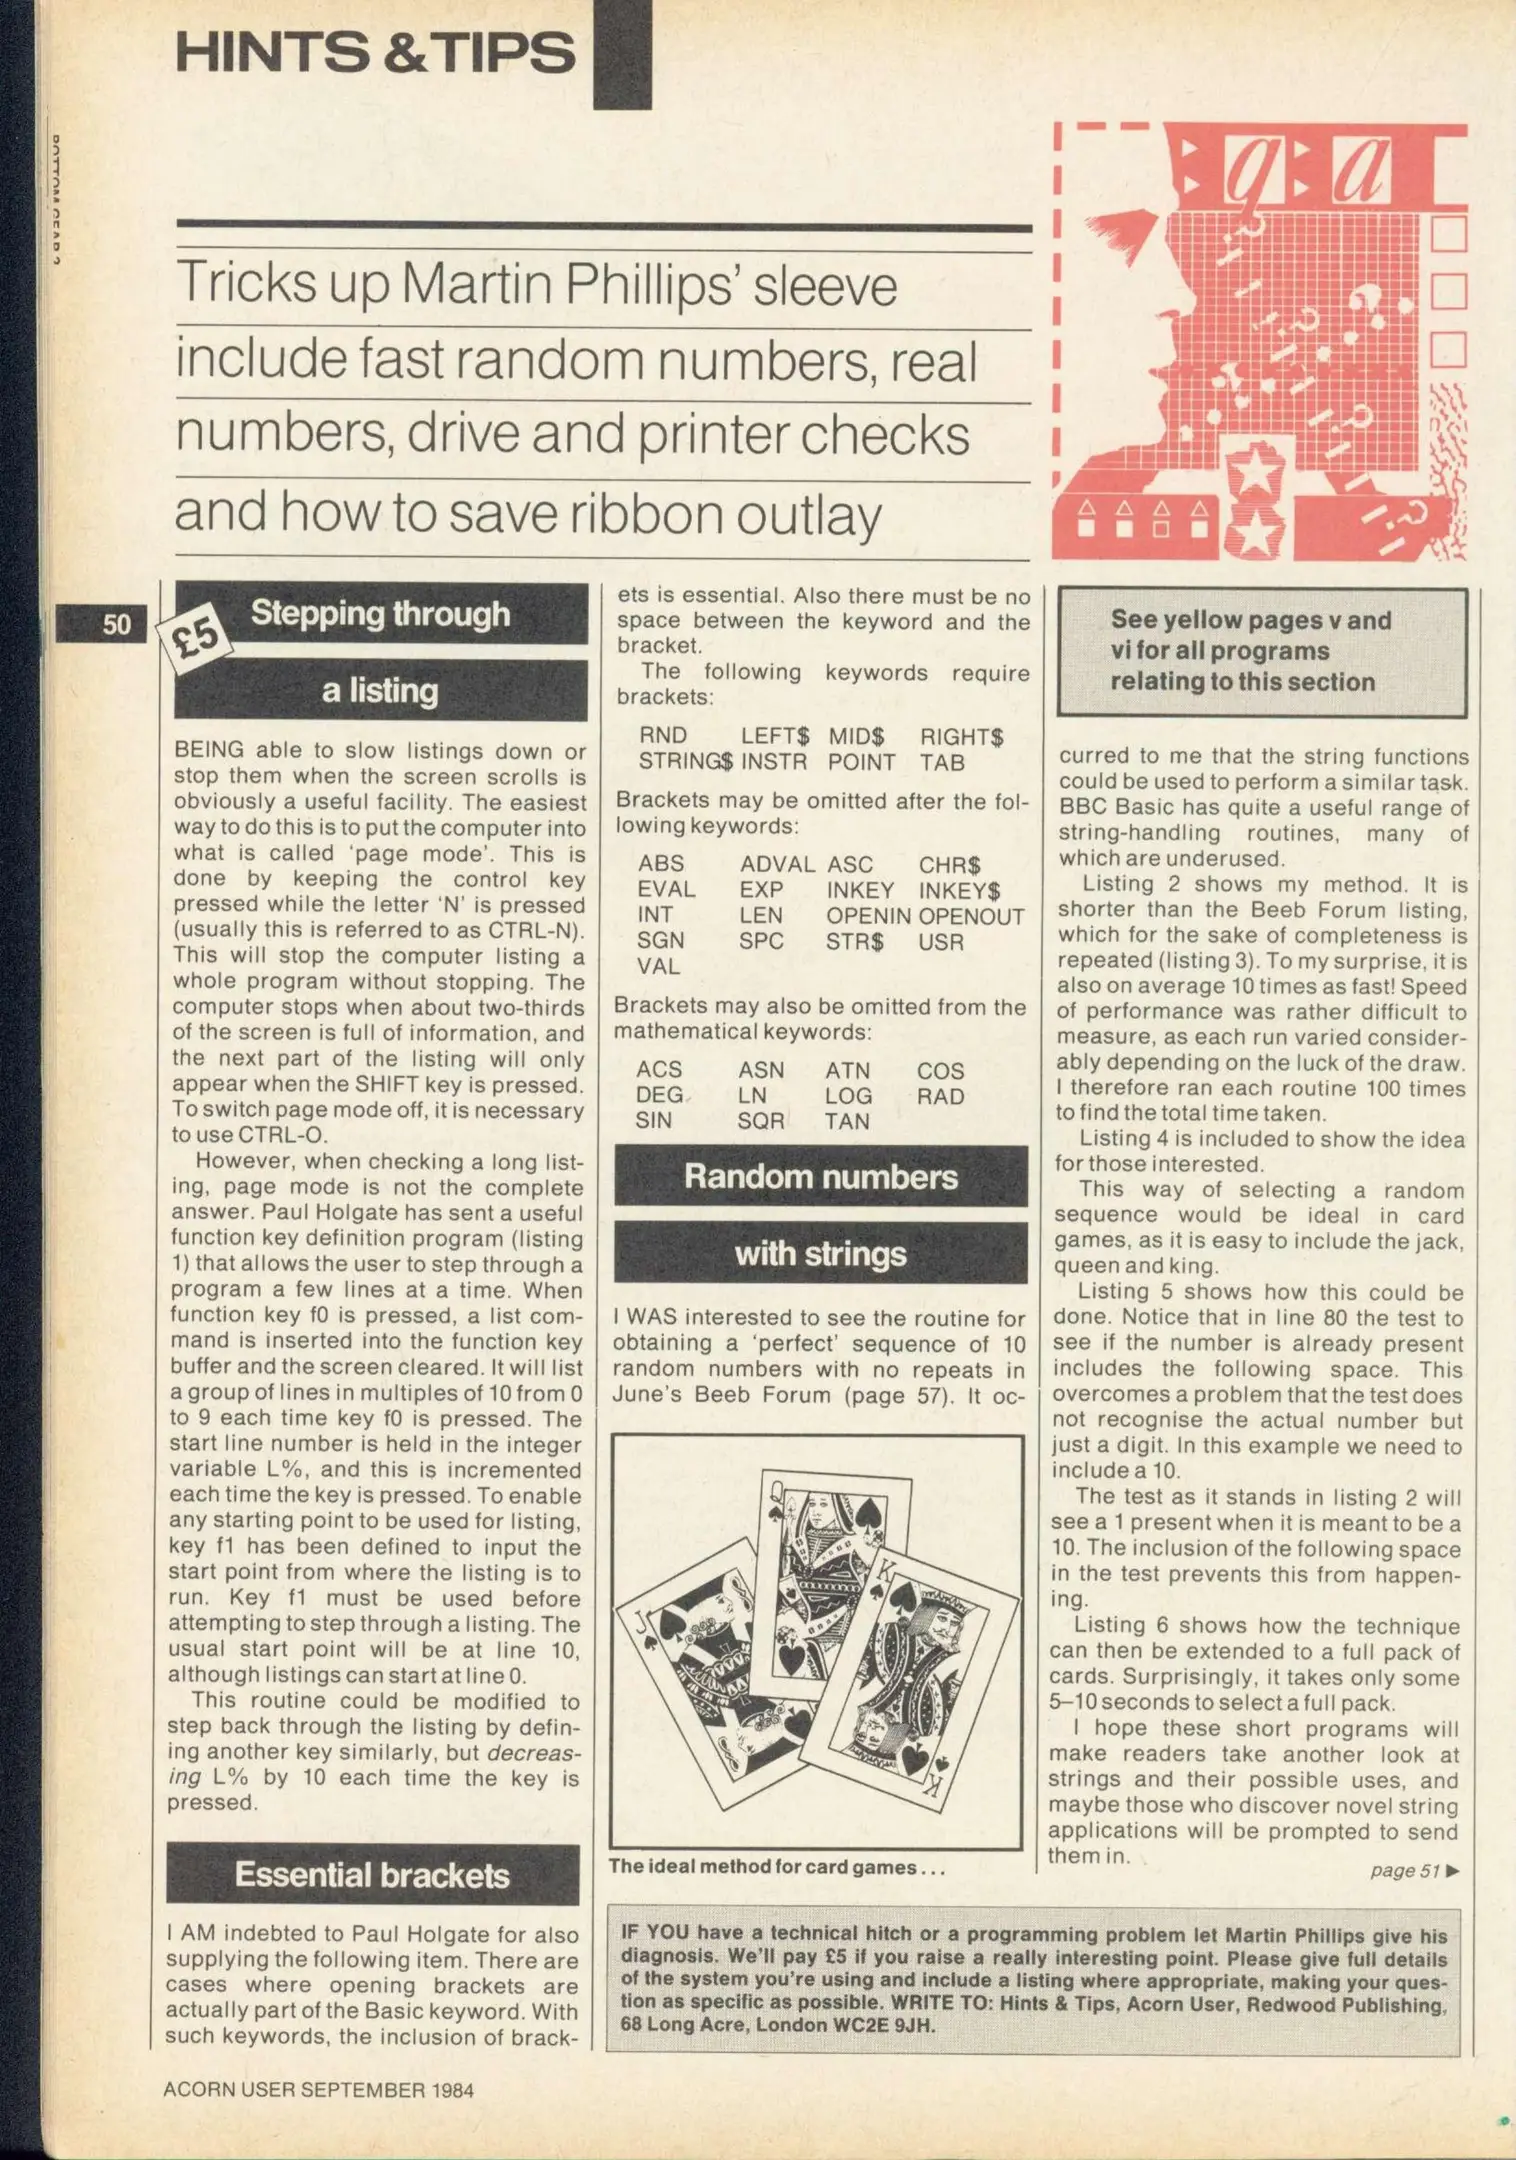 HINTS & TIPS
q a
Tricks up Martin Phillips' sleeve
include fast random numbers, real
numbers, drive and printer checks
and how to save ribbon outlay
50
£5
Stepping through
a listing
BEING able to slow listings down or
stop them when the screen scrolls is
obviously a useful facility. The easiest
way to do this is to put the computer into
what is called 'page mode'. This is
done by keeping the control key
pressed while the letter 'N' is pressed
(usually this is referred to as CTRL-N).
This will stop the computer listing a
whole program without stopping. The
computer stops when about two-thirds
of the screen is full of information, and
the next part of the listing will only
appear when the SHIFT key is pressed.
To switch page mode off, it is necessary
to use CTRL-O.
However, when checking a long list-
ing, page mode is not the complete
answer. Paul Holgate has sent a useful
function key definition program (listing
1) that allows the user to step through a
program a few lines at a time. When
function key f0 is pressed, a list com-
mand is inserted into the function key
buffer and the screen cleared. It will list
a group of lines in multiples of 10 from 0
to 9 each time key f0 is pressed. The
start line number is held in the integer
variable L%, and this is incremented
each time the key is pressed. To enable
any starting point to be used for listing,
key f1 has been defined to input the
start point from where the listing is to
run. Key f1 must be used before
attempting to step through a listing. The
usual start point will be at line 10,
although listings can start at line 0.
This routine could be modified to
step back through the listing by defin-
ing another key similarly, but decreas-
ing L% by 10 each time the key is
pressed.
Essential brackets
I AM indebted to Paul Holgate for also
supplying the following item. There are
cases where opening brackets are
actually part of the Basic keyword. With
such keywords, the inclusion of brack-
ets is essential. Also there must be no
space between the keyword and the
bracket.
The following keywords require
brackets:
RND LEFT$ MID$ RIGHT$
STRING$ INSTR POINT TAB
Brackets may be omitted after the fol-
lowing keywords:
ABS ADVAL ASC CHR$
EVAL EXP INKEY INKEY$
INT LEN OPENIN OPENOUT
SGN SPC STR$ USR
VAL
Brackets may also be omitted from the
mathematical keywords:
ACS ASN ATN COS
DEG LN LOG RAD
SIN SQR TAN
Random numbers
with strings
I WAS interested to see the routine for
obtaining a 'perfect' sequence of 10
random numbers with no repeats in
June's Beeb Forum (page 57). It oc-
Q
K
J
K
The ideal method for card games . . .
See yellow pages v and
vi for all programs
relating to this section
curred to me that the string functions
could be used to perform a similar task.
BBC Basic has quite a useful range of
string-handling routines, many of
which are underused.
Listing 2 shows my method. It is
shorter than the Beeb Forum listing,
which for the sake of completeness is
repeated (listing 3). To my surprise, it is
also on average 10 times as fast! Speed
of performance was rather difficult to
measure, as each run varied consider-
ably depending on the luck of the draw.
I therefore ran each routine 100 times
to find the total time taken.
Listing 4 is included to show the idea
for those interested.
This way of selecting a random
sequence would be ideal in card
games, as it is easy to include the jack,
queen and king.
Listing 5 shows how this could be
done. Notice that in line 80 the test to
see if the number is already present
includes the following space. This
overcomes a problem that the test does
not recognise the actual number but
just a digit. In this example we need to
include a 10.
The test as it stands in listing 2 will
see a 1 present when it is meant to be a
10. The inclusion of the following space
in the test prevents this from happen-
ing.
Listing 6 shows how the technique
can then be extended to a full pack of
cards. Surprisingly, it takes only some
5–10 seconds to select a full pack.
I hope these short programs will
make readers take another look at
strings and their possible uses, and
maybe those who discover novel string
applications will be prompted to send
them in.
page 51 ▶
IF YOU have a technical hitch or a programming problem let Martin Phillips give his
diagnosis. We'll pay £5 if you raise a really interesting point. Please give full details
of the system you're using and include a listing where appropriate, making your ques-
tion as specific as possible. WRITE TO: Hints & Tips, Acorn User, Redwood Publishing,
68 Long Acre, London WC2E 9JH.
ACORN USER SEPTEMBER 1984